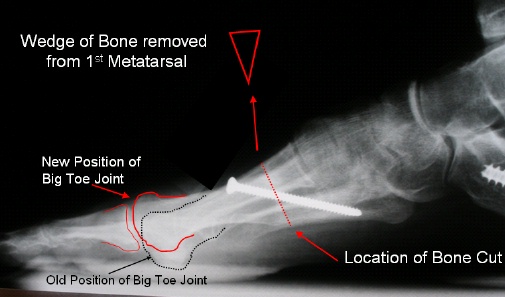 Wedge of Bone removed
from 1st Metatarsal
New Position of
Big Toe Joint
Location of Bone Cut
Old Position of Big Toe Joint